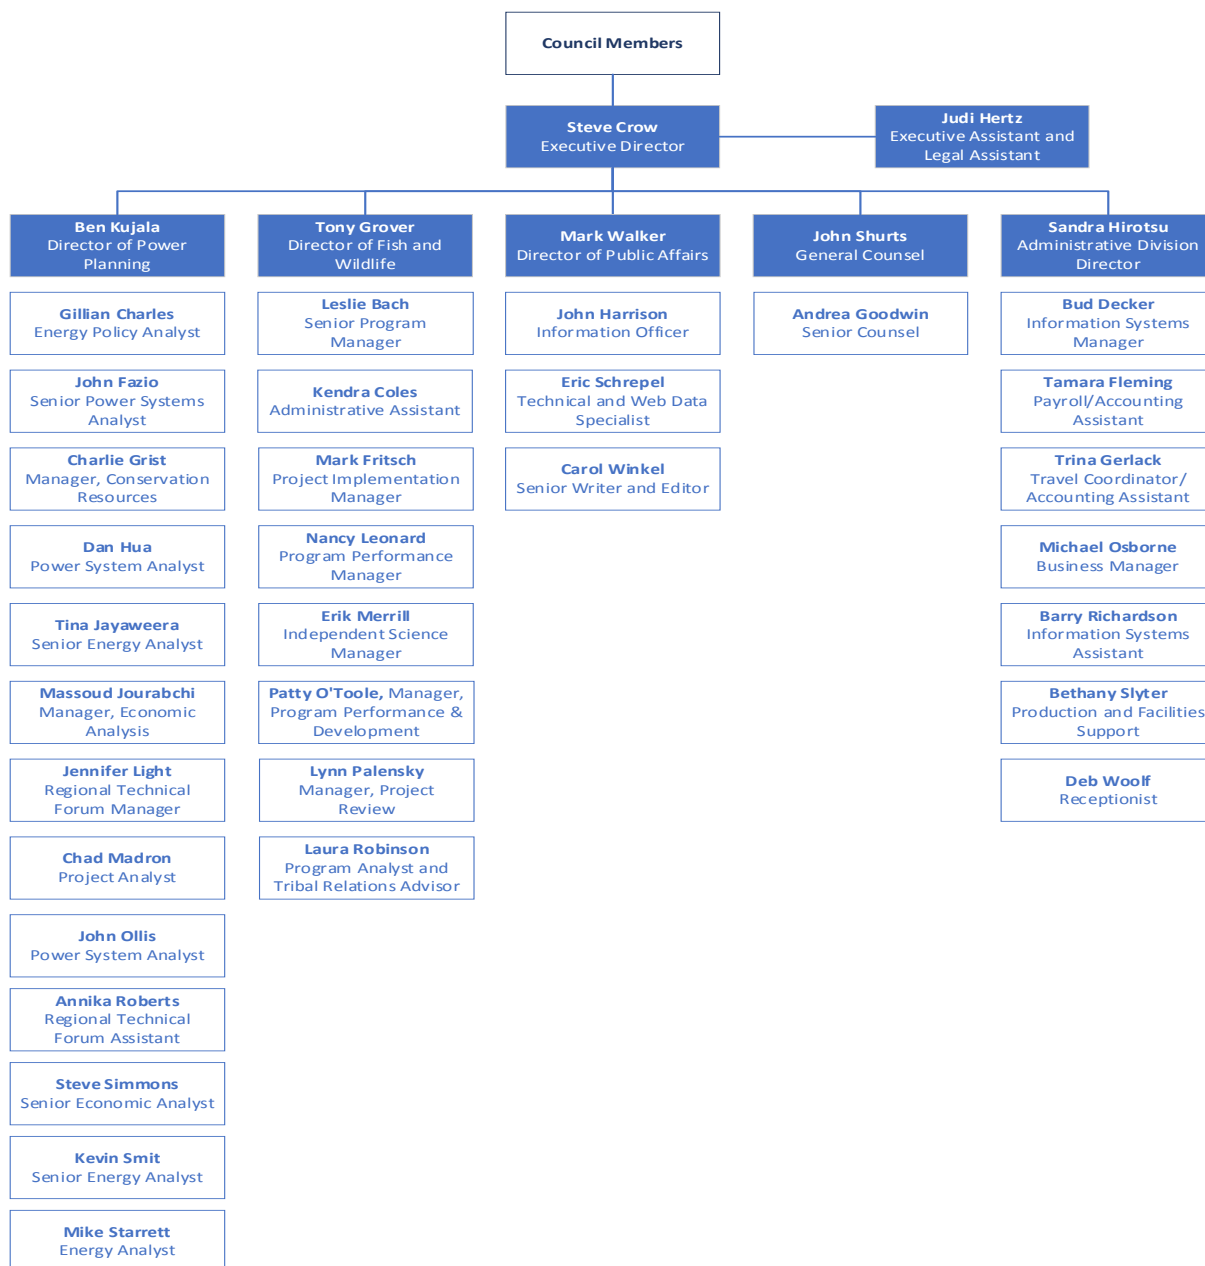 Council Members
Steve Crow
Executive Director
Judi Hertz
Executive Assistant and
Legal Assistant
Ben Kujala
Director of Power
Planning
Gillian Charles
Energy Policy Analyst
John Fazio
Senior Power Systems
Analyst
Charlie Grist
Manager, Conservation
Resources
Dan Hua
Power System Analyst
Tina Jayaweera
Senior Energy Analyst
Massoud Jourabchi
Manager, Economic
Analysis
Jennifer Light
Regional Technical
Forum Manager
Chad Madron
Project Analyst
John Ollis
Power System Analyst
Annika Roberts
Regional Technical
Forum Assistant
Steve Simmons
Senior Economic Analyst
Kevin Smit
Senior Energy Analyst
Mike Starrett
Energy Analyst
Tony Grover
Director of Fish and
Wildlife
Leslie Bach
Senior Program
Manager
Kendra Coles
Administrative Assistant
Mark Fritsch
Project Implementation
Manager
Nancy Leonard
Program Performance
Manager
Erik Merrill
Independent Science
Manager
Patty O'Toole, Manager,
Program Performance &
Development
Lynn Palensky
Manager, Project
Review
Laura Robinson
Program Analyst and
Tribal Relations Advisor
Mark Walker
Director of Public Affairs
John Harrison
Information Officer
Eric Schrepel
Technical and Web Data
Specialist
Carol Winkel
Senior Writer and Editor
John Shurts
General Counsel
Andrea Goodwin
Senior Counsel
Sandra Hirotsu
Administrative Division
Director
Bud Decker
Information Systems
Manager
Tamara Fleming
Payroll/Accounting
Assistant
Trina Gerlack
Travel Coordinator/
Accounting Assistant
Michael Osborne
Business Manager
Barry Richardson
Information Systems
Assistant
Bethany Slyter
Production and Facilities
Support
Deb Woolf
Receptionist